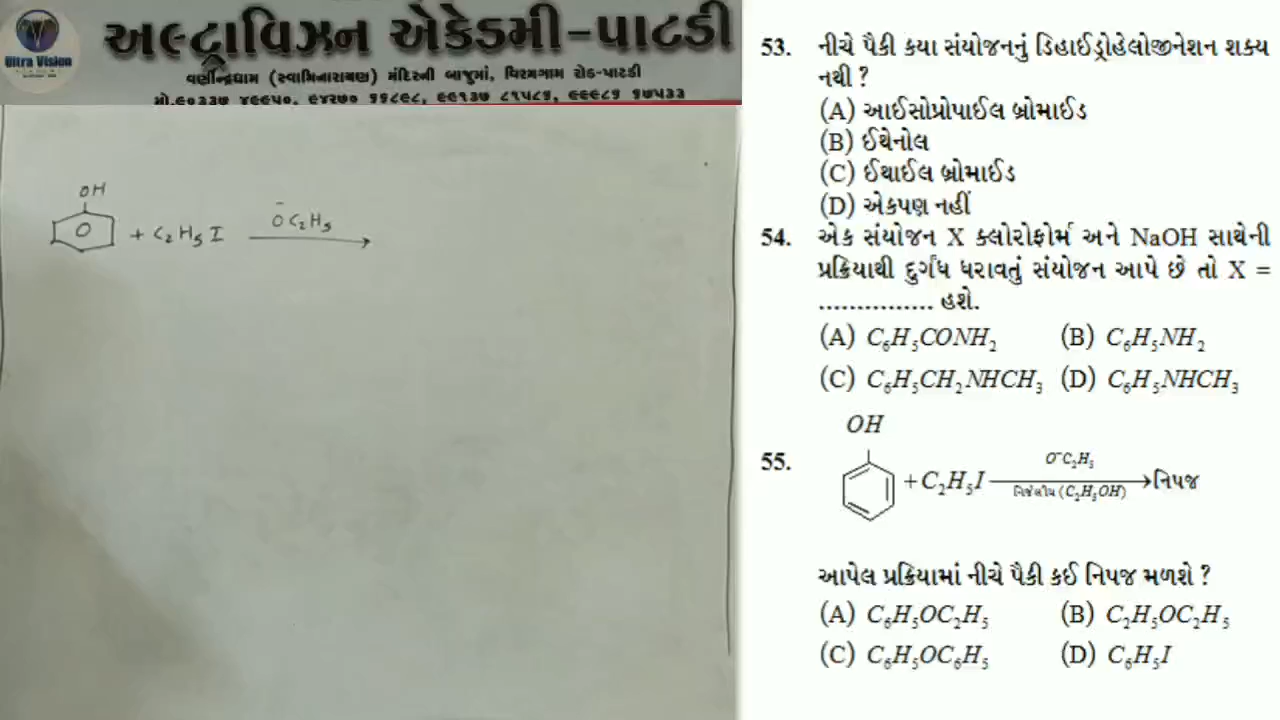 Ultra Vision
અલ્ટ્રાવિઝન એકેડમી-પાટડી
વર્ણીન્દ્રધામ (સ્વામિનારાયણ) મંદિરની બાજુમાં, વિરમગામ રોડ-પાટડી
OH
+ C₂H₅I
ŌC₂H₅
53. નીચે પૈકી કયા સંયોજનનું ડિહાઈડ્રોહેલોજીનેશન શક્ય
નથી ?
(A) આઈસોપ્રોપાઈલ બ્રોમાઈડ
(B) ઈથેનોલ
(C) ઈથાઈલ બ્રોમાઈડ
(D) એકપણ નહીં
54. એક સંયોજન X ક્લોરોફોર્મ અને NaOH સાથેની
પ્રક્રિયાથી દુર્ગંધ ધરાવતું સંયોજન આપે છે તો X =
............... હશે.
(A) C₆H₅CONH₂ (B) C₆H₅NH₂
(C) C₆H₅CH₂NHCH₃ (D) C₆H₅NHCH₃
OH
55. + C₂H₅I O⁻C₂H₅ નિર્જલીય (C₂H₅OH) → નિપજ
આપેલ પ્રક્રિયામાં નીચે પૈકી કઈ નિપજ મળશે ?
(A) C₆H₅OC₂H₅ (B) C₂H₅OC₂H₅
(C) C₆H₅OC₆H₅ (D) C₆H₅I